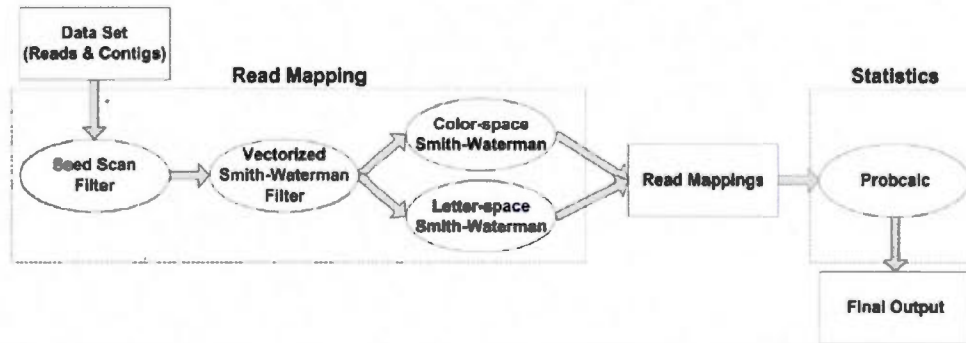 Data Set
(Reads & Contigs)
Read Mapping
Statistics
Seed Scan
Filter
Vectorized
Smith-Waterman
Filter
Color-space
Smith-Waterman
Letter-space
Smith-Waterman
Read Mappings
Probcalc
Final Output